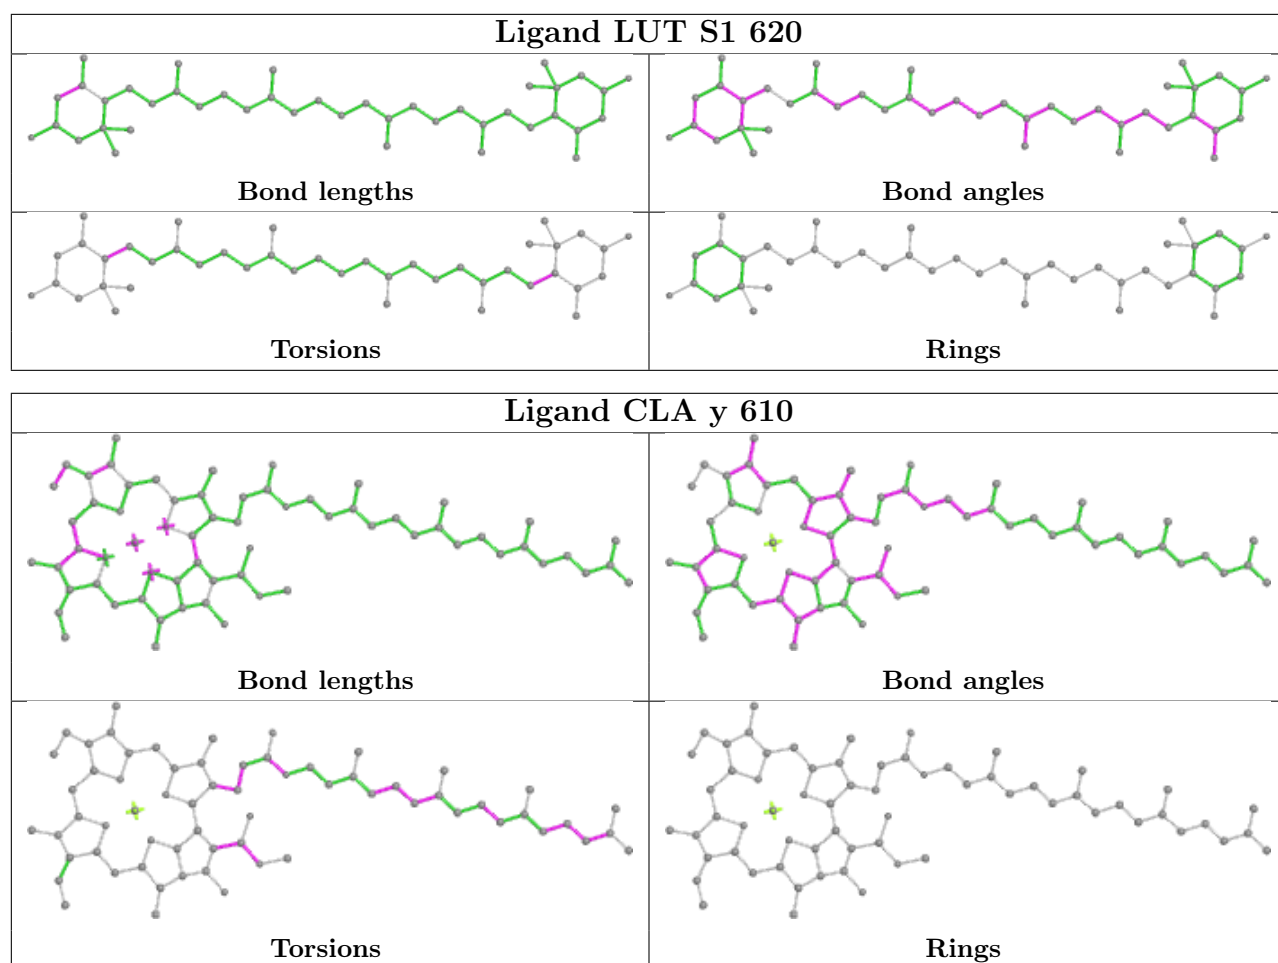 Ligand LUT S1 620
Bond lengths
Bond angles
Torsions
Rings
Ligand CLA y 610
Bond lengths
Bond angles
Torsions
Rings